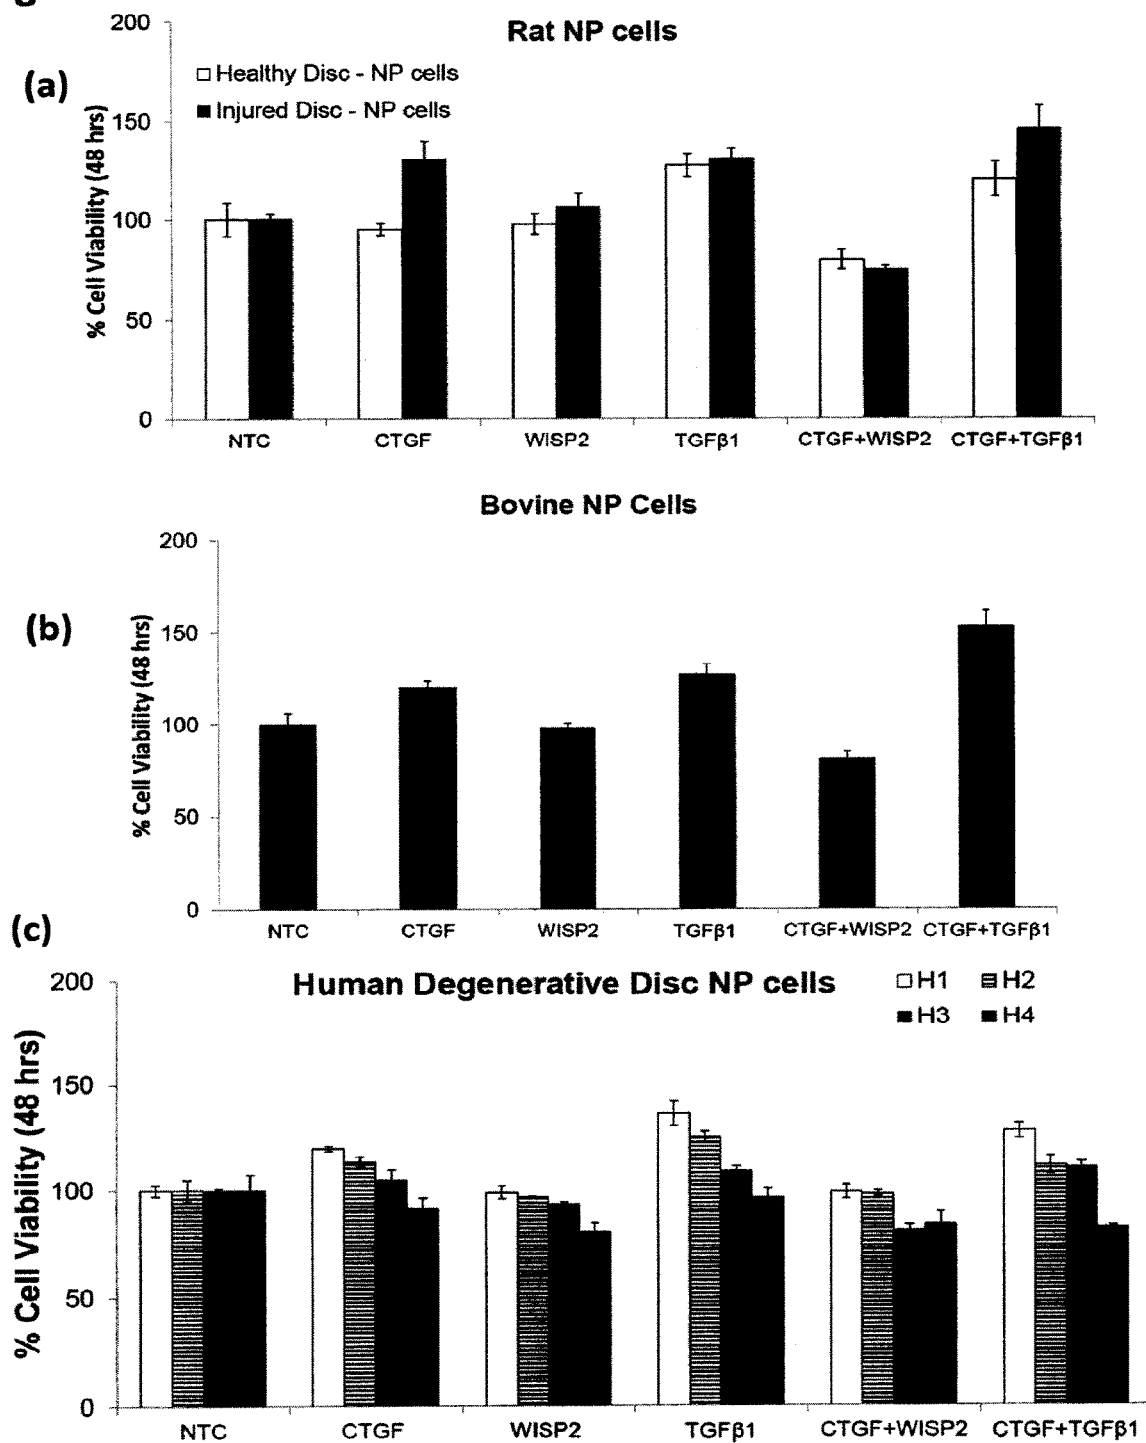 Rat NP cells
(a)
Healthy Disc - NP cells
Injured Disc - NP cells
% Cell Viability (48 hrs)
200
150
100
50
0
NTC CTGF WISP2 TGFβ1 CTGF+WISP2 CTGF+TGFβ1
Bovine NP Cells
(b)
% Cell Viability (48 hrs)
200
150
100
50
0
NTC CTGF WISP2 TGFβ1 CTGF+WISP2 CTGF+TGFβ1
(c)
Human Degenerative Disc NP cells
H1 H2
H3 H4
% Cell Viability (48 hrs)
200
150
100
50
0
NTC CTGF WISP2 TGFβ1 CTGF+WISP2 CTGF+TGFβ1